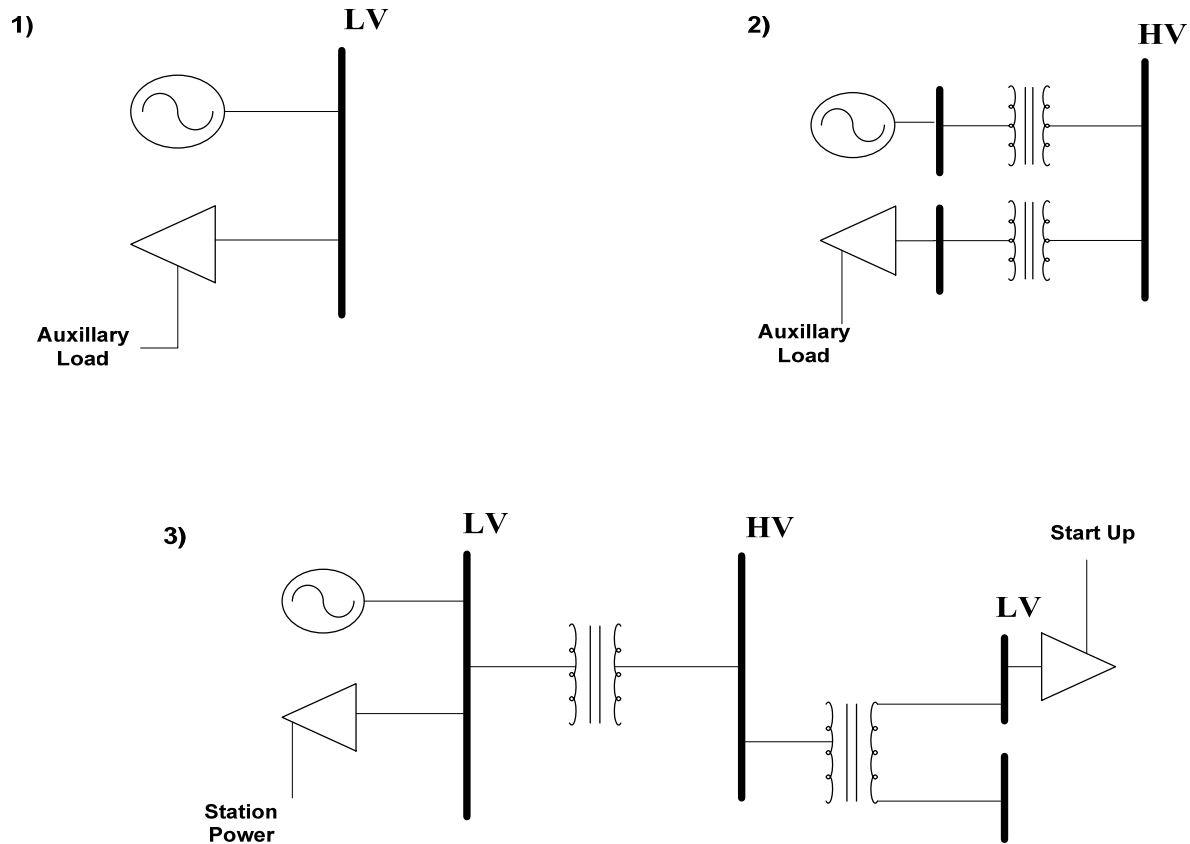 1)
LV
Auxillary
Load
2)
HV
Auxillary
Load
3)
LV
HV
Start Up
LV
Station
Power